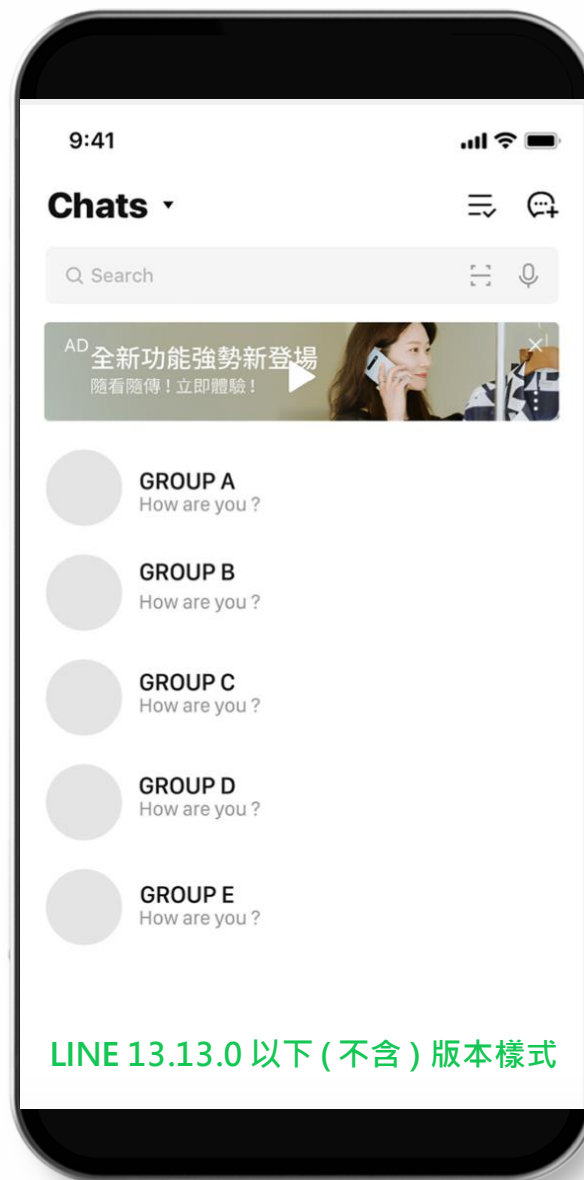 9:41
Chats
Search
AD
全新功能強勢新登場
隨看隨傳！立即體驗！
GROUP A
How are you ?
GROUP B
How are you ?
GROUP C
How are you ?
GROUP D
How are you ?
GROUP E
How are you ?
LINE 13.13.0 以下 ( 不含 ) 版本樣式